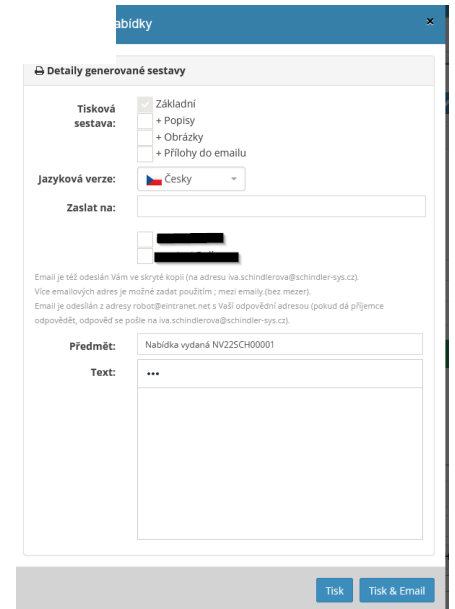 abídky ×
Detaily generované sestavy
Tisková sestava:
Základní
+ Popisy
+ Obrázky
+ Přílohy do emailu
Jazyková verze: Česky
Zaslat na:
Email je též odeslán Vám ve skryté kopii (na adresu iva.schindlerova@schindler-sys.cz).
Více emailových adres je možné zadat použitím ; mezi emaily (bez mezer).
Email je odesílán z adresy robot@eintranet.net s Vaší odpovědní adresou (pokud dá příjemce
odpovědět, odpověď se pošle na iva.schindlerova@schindler-sys.cz).
Předmět: Nabídka vydaná NV22SCH00001
Text: •••
Tisk Tisk & Email